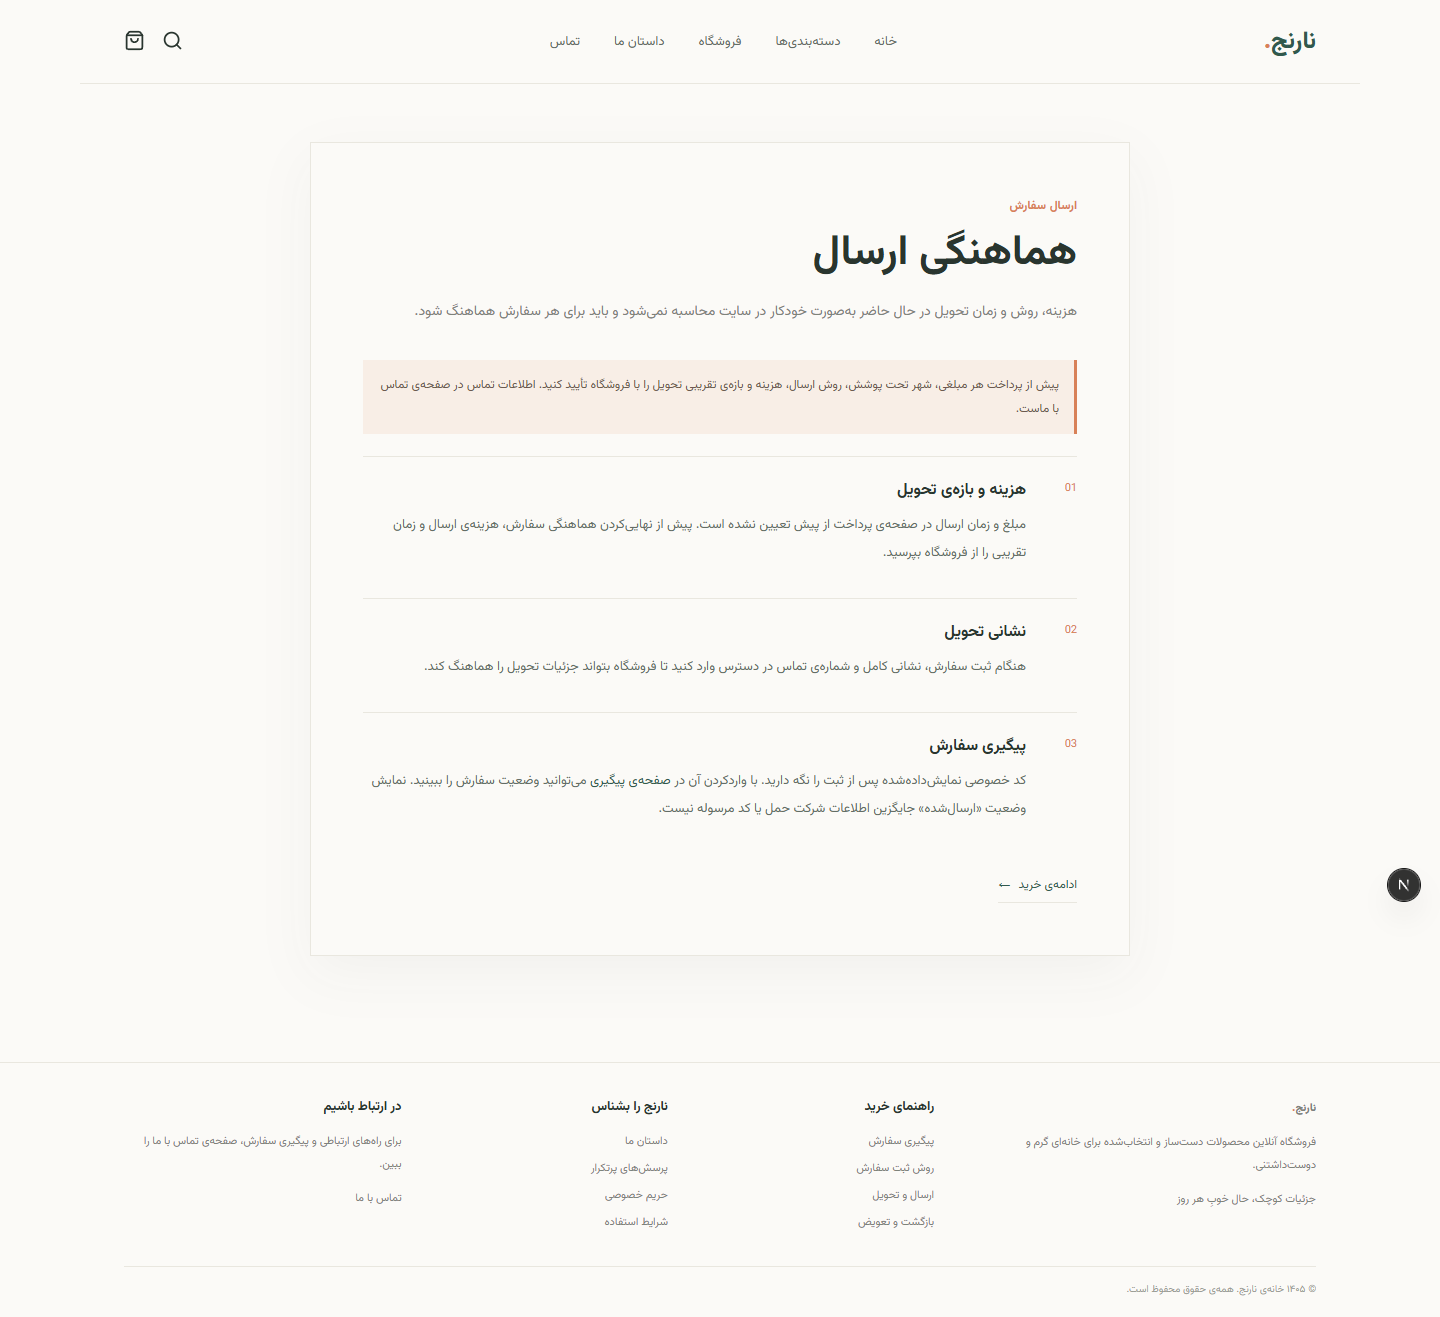 نارنج.
خانه
دسته‌بندی‌ها
فروشگاه
داستان ما
تماس
ارسال سفارش
هماهنگی ارسال
هزینه، روش و زمان تحویل در حال حاضر به‌صورت خودکار در سایت محاسبه نمی‌شود و باید برای هر سفارش هماهنگ شود.
پیش از پرداخت هر مبلغی، شهر تحت پوشش، روش ارسال، هزینه و بازه‌ی تقریبی تحویل را با فروشگاه تأیید کنید. اطلاعات تماس در صفحه‌ی تماس
با ماست.
01
هزینه و بازه‌ی تحویل
مبلغ و زمان ارسال در صفحه‌ی پرداخت از پیش تعیین نشده است. پیش از نهایی‌کردن هماهنگی سفارش، هزینه‌ی ارسال و زمان
تقریبی را از فروشگاه بپرسید.
02
نشانی تحویل
هنگام ثبت سفارش، نشانی کامل و شماره‌ی تماس در دسترس وارد کنید تا فروشگاه بتواند جزئیات تحویل را هماهنگ کند.
03
پیگیری سفارش
کد خصوصی نمایش‌داده‌شده پس از ثبت را نگه دارید. با واردکردن آن در صفحه‌ی پیگیری می‌توانید وضعیت سفارش را ببینید. نمایش
وضعیت «ارسال‌شده» جایگزین اطلاعات شرکت حمل یا کد مرسوله نیست.
ادامه‌ی خرید ←
N
نارنج.
فروشگاه آنلاین محصولات دست‌ساز و انتخاب‌شده برای خانه‌ای گرم و
دوست‌داشتنی.
جزئیات کوچک، حال خوبِ هر روز
راهنمای خرید
پیگیری سفارش
روش ثبت سفارش
ارسال و تحویل
بازگشت و تعویض
نارنج را بشناس
داستان ما
پرسش‌های پرتکرار
حریم خصوصی
شرایط استفاده
در ارتباط باشیم
برای راه‌های ارتباطی و پیگیری سفارش، صفحه‌ی تماس با ما را
ببین.
تماس با ما
© ۱۴۰۵ خانه‌ی نارنج. همه‌ی حقوق محفوظ است.